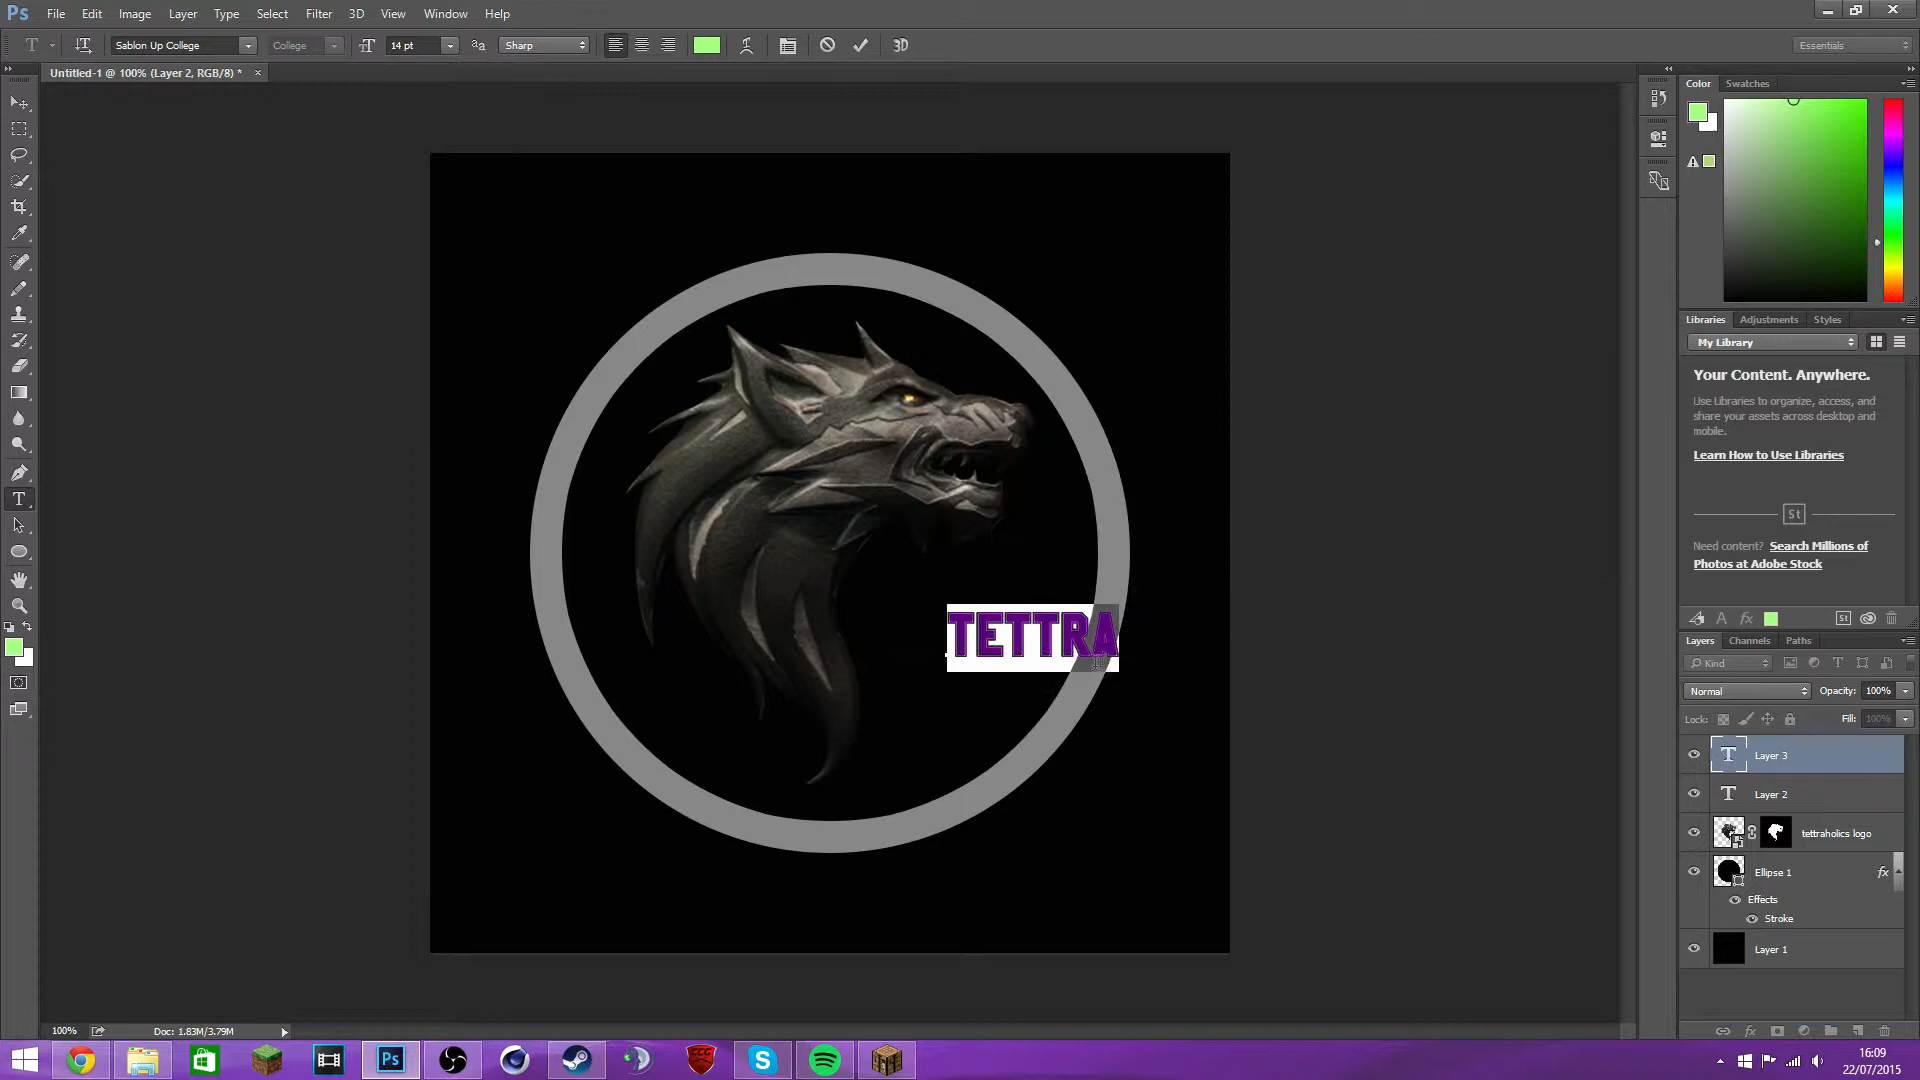 Ps File Edit Image Layer Type Select Filter 3D View Window Help
T Sablon Up College College 14 pt Sharp 3D Essentials
Untitled-1 @ 100% (Layer 2, RGB/8) *
Color Swatches
TETTRA
Libraries Adjustments Styles
My Library
Your Content. Anywhere.
Use Libraries to organize, access, and
share your assets across desktop and
mobile.
Learn How to Use Libraries
St
Need content? Search Millions of
Photos at Adobe Stock
Layers Channels Paths
Kind
Normal Opacity: 100%
Lock: Fill: 100%
Layer 3
Layer 2
tettraholics logo
Ellipse 1 fx
Effects
Stroke
Layer 1
100% Doc: 1.83M/3.79M
16:09
22/07/2015